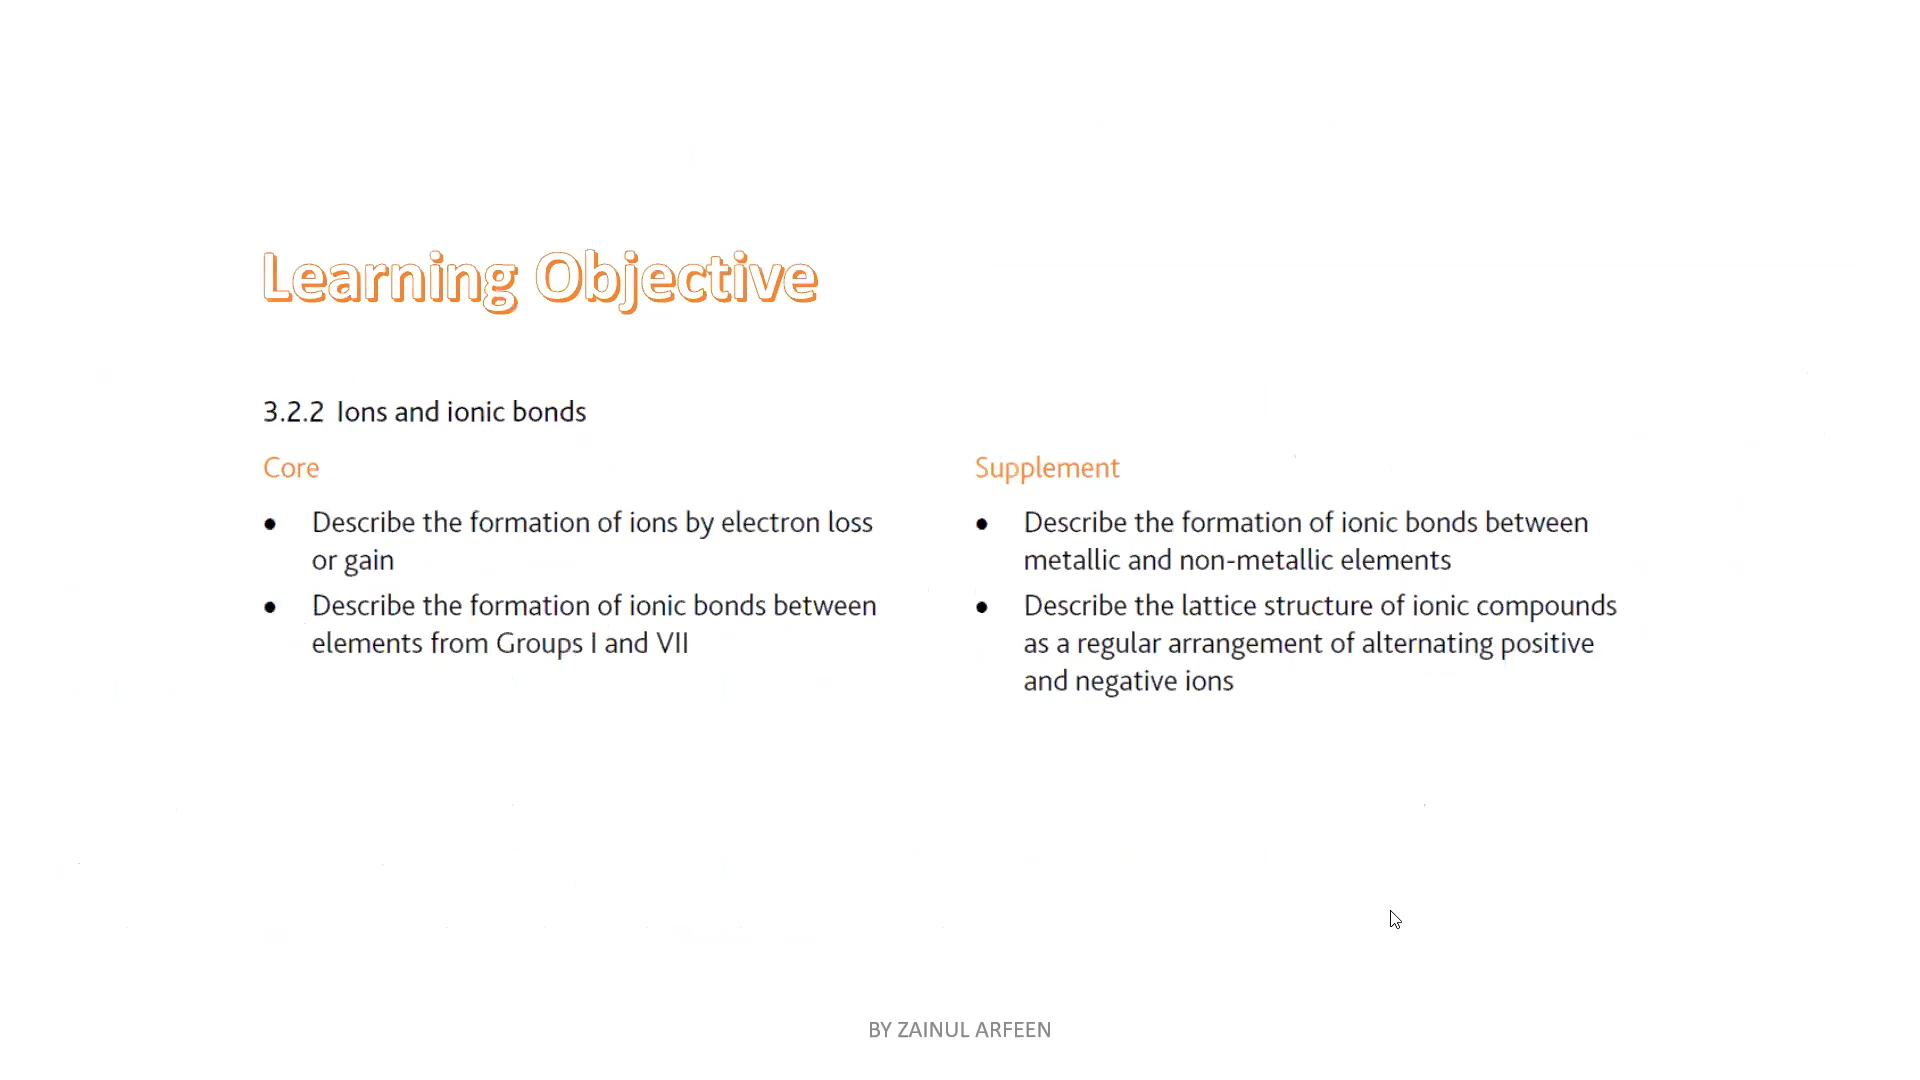 Learning Objective
3.2.2 Ions and ionic bonds
Core
● Describe the formation of ions by electron loss
or gain
● Describe the formation of ionic bonds between
elements from Groups I and VII
Supplement
● Describe the formation of ionic bonds between
metallic and non-metallic elements
● Describe the lattice structure of ionic compounds
as a regular arrangement of alternating positive
and negative ions
BY ZAINUL ARFEEN